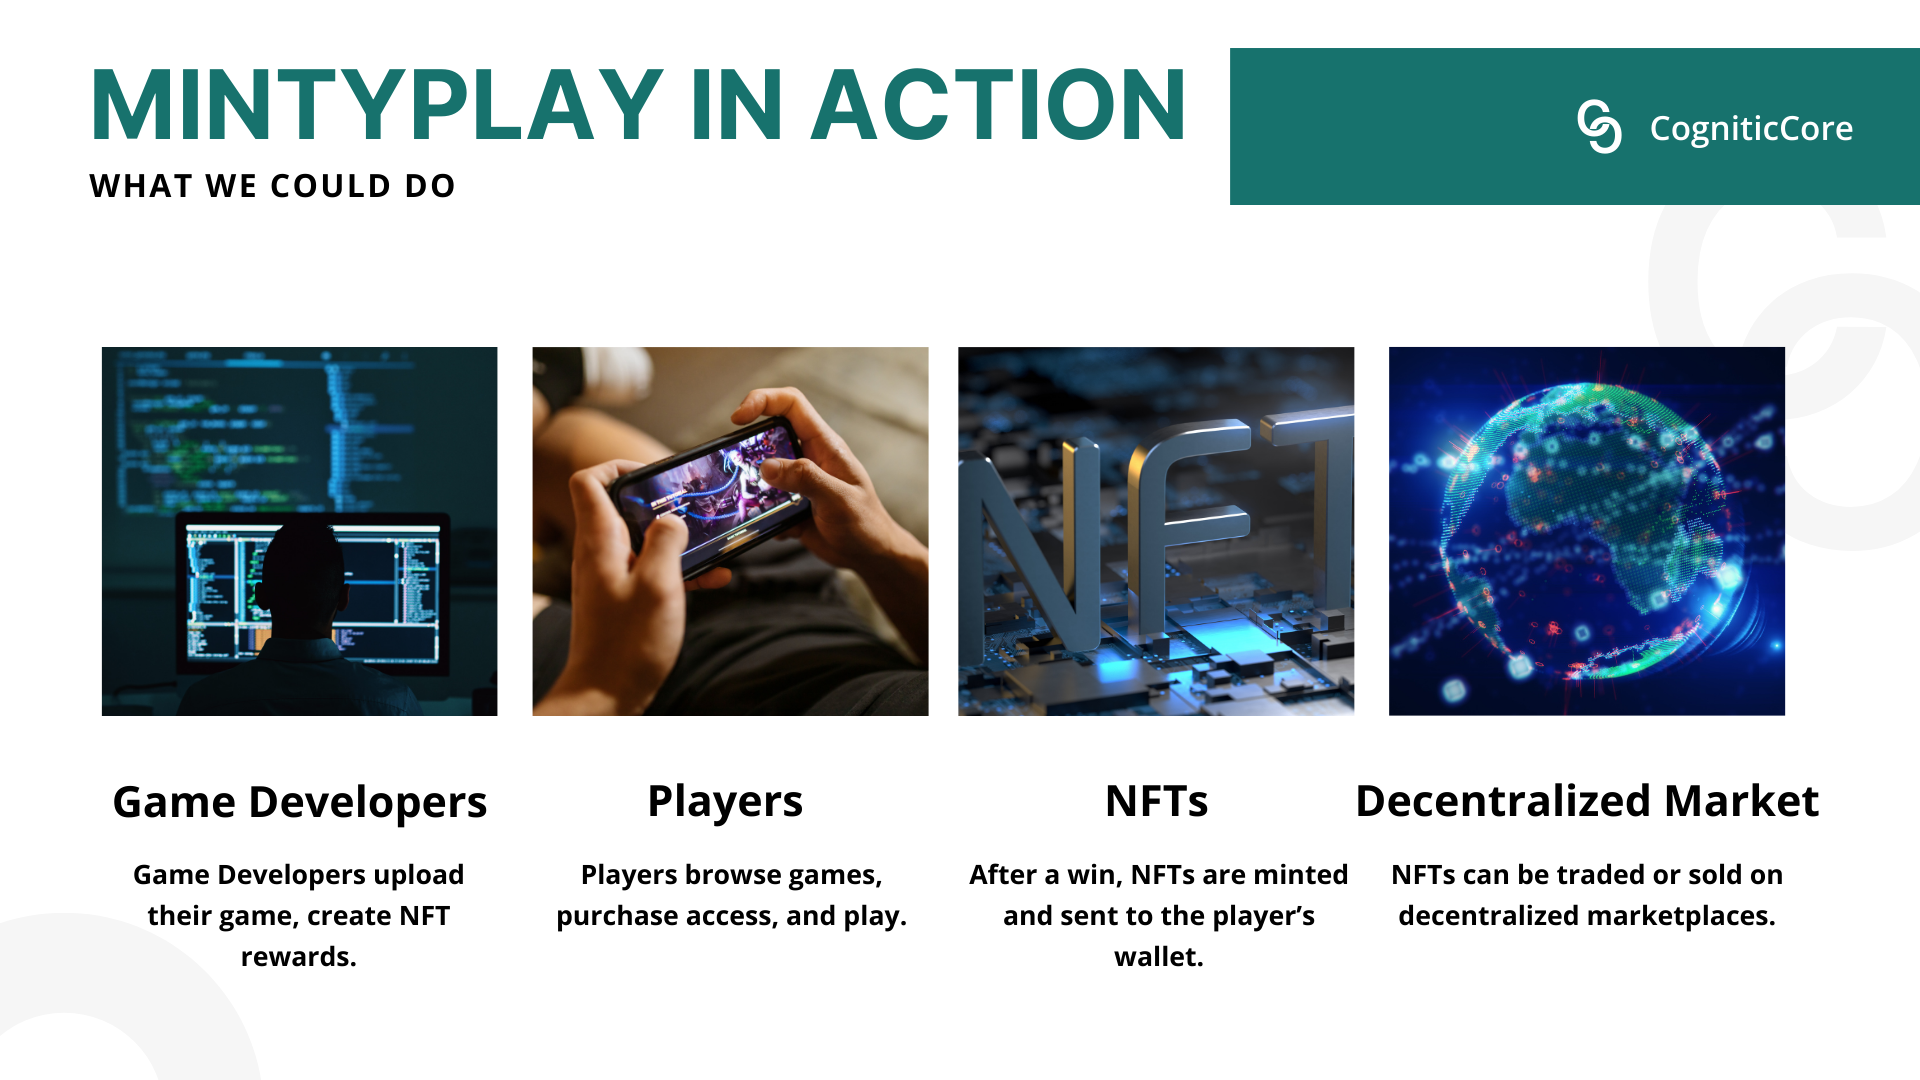 MINTYPLAY IN ACTION
WHAT WE COULD DO
CogniticCore
NFT
Game Developers
Game Developers upload
their game, create NFT
rewards.
Players
Players browse games,
purchase access, and play.
NFTs
After a win, NFTs are minted
and sent to the player’s
wallet.
Decentralized Market
NFTs can be traded or sold on
decentralized marketplaces.